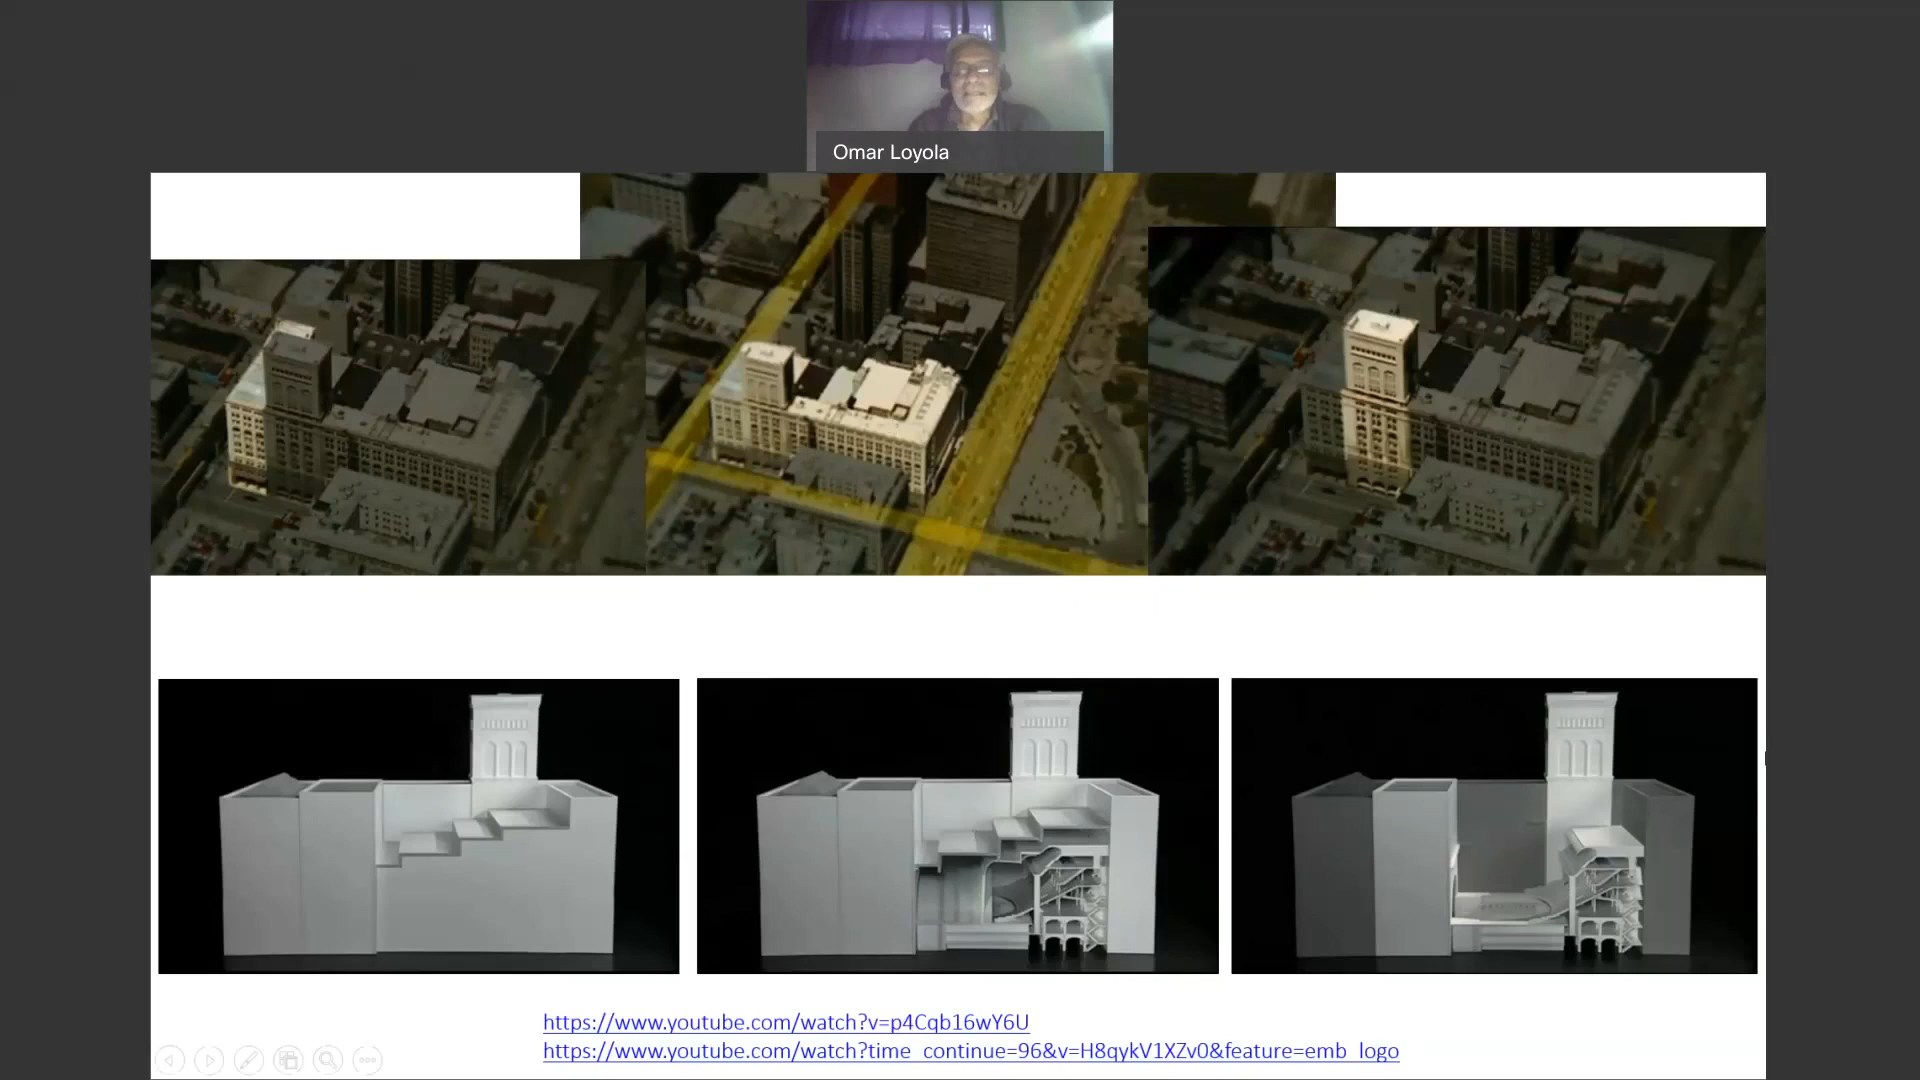 Omar Loyola
https://www.youtube.com/watch?v=p4Cqb16wY6U
https://www.youtube.com/watch?time_continue=96&v=H8qykV1XZv0&feature=emb_logo